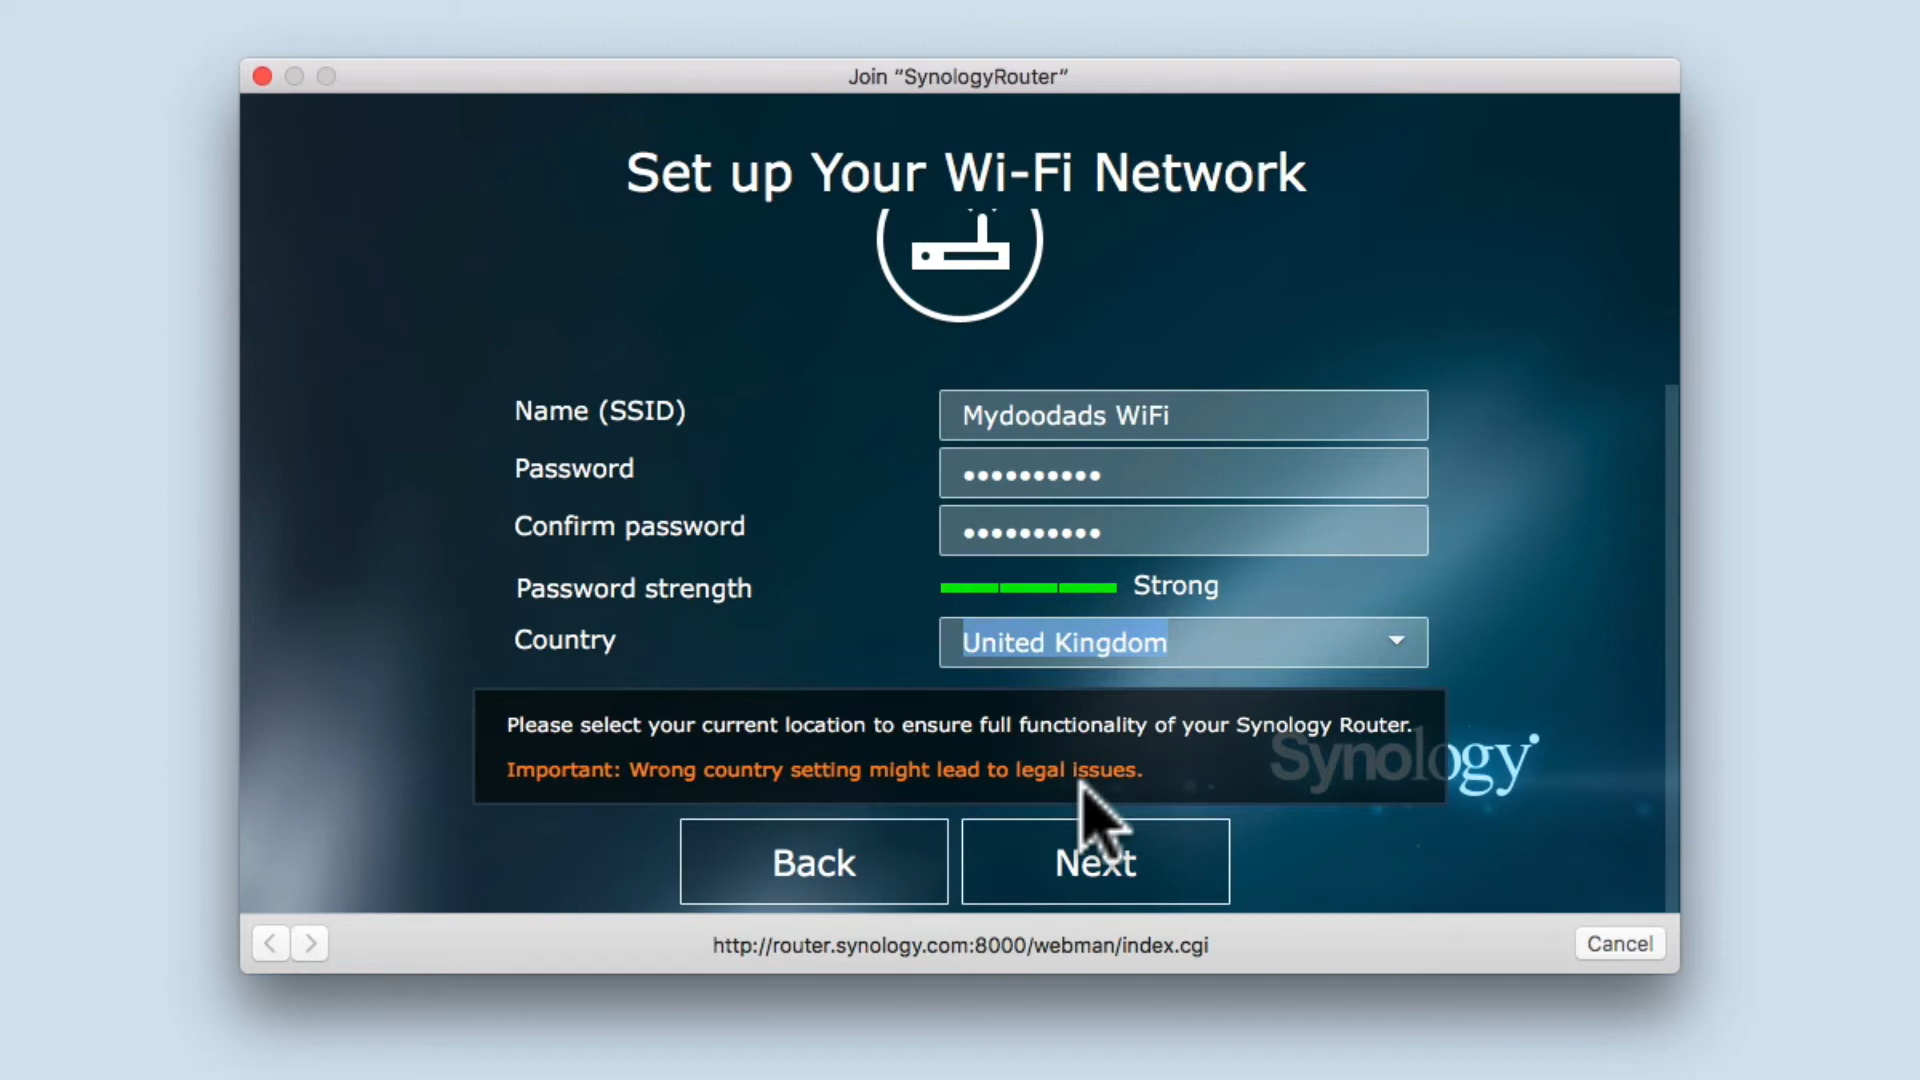 Join “SynologyRouter”
Set up Your Wi-Fi Network
Name (SSID)
Mydoodads WiFi
Password
••••••••••
Confirm password
••••••••••
Password strength
Strong
Country
United Kingdom
Please select your current location to ensure full functionality of your Synology Router.
Important: Wrong country setting might lead to legal issues.
Synology
Back
Next
http://router.synology.com:8000/webman/index.cgi
Cancel